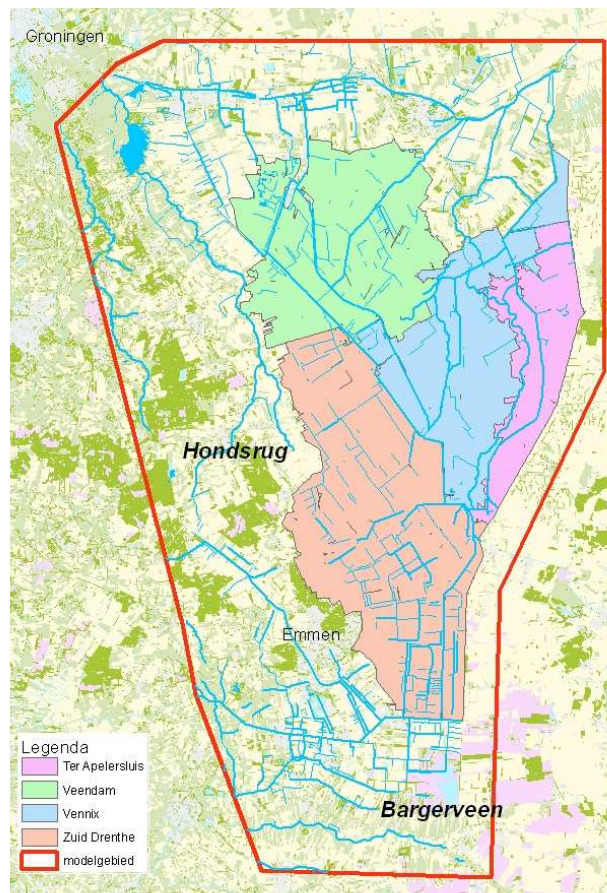 Groningen
Hondsrug
Emmen
Bargerveen
Legenda
Ter Apelersluis
Veendam
Vennix
Zuid Drenthe
modelgebied